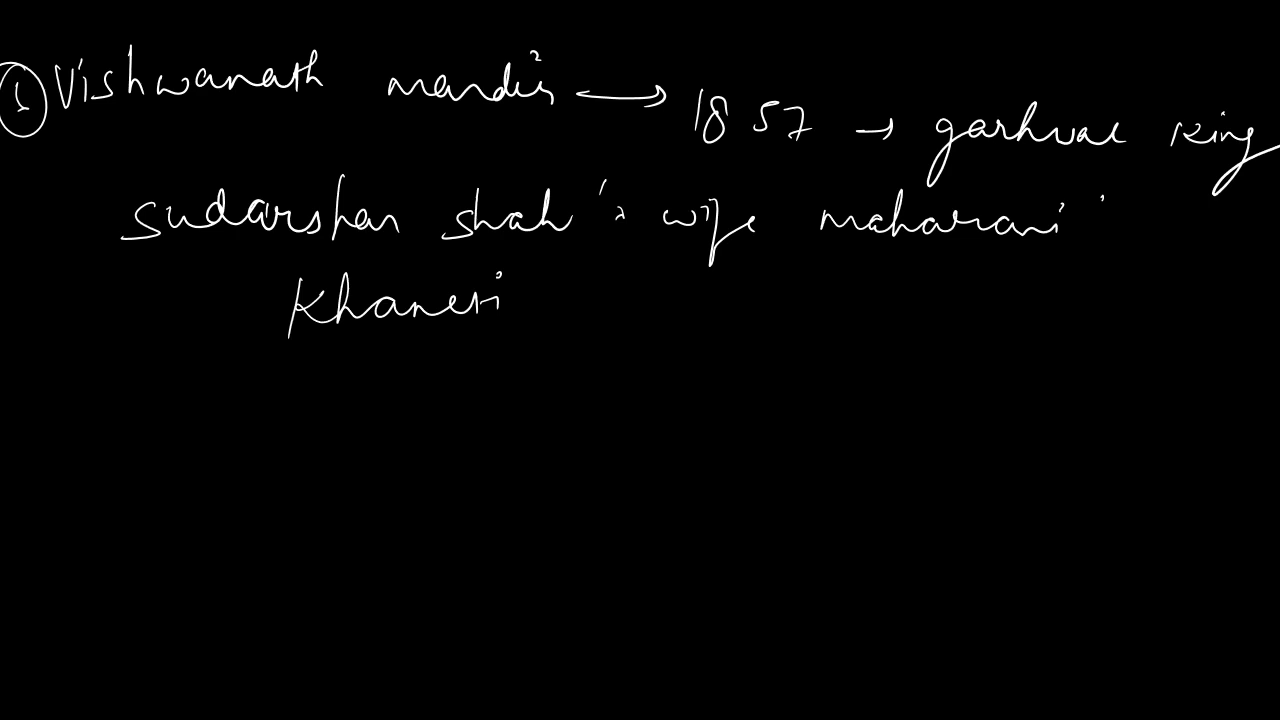 ① Vishwanath mandir → 1857 → garhwal King
sudarshan shah's wife maharani
Khaneti